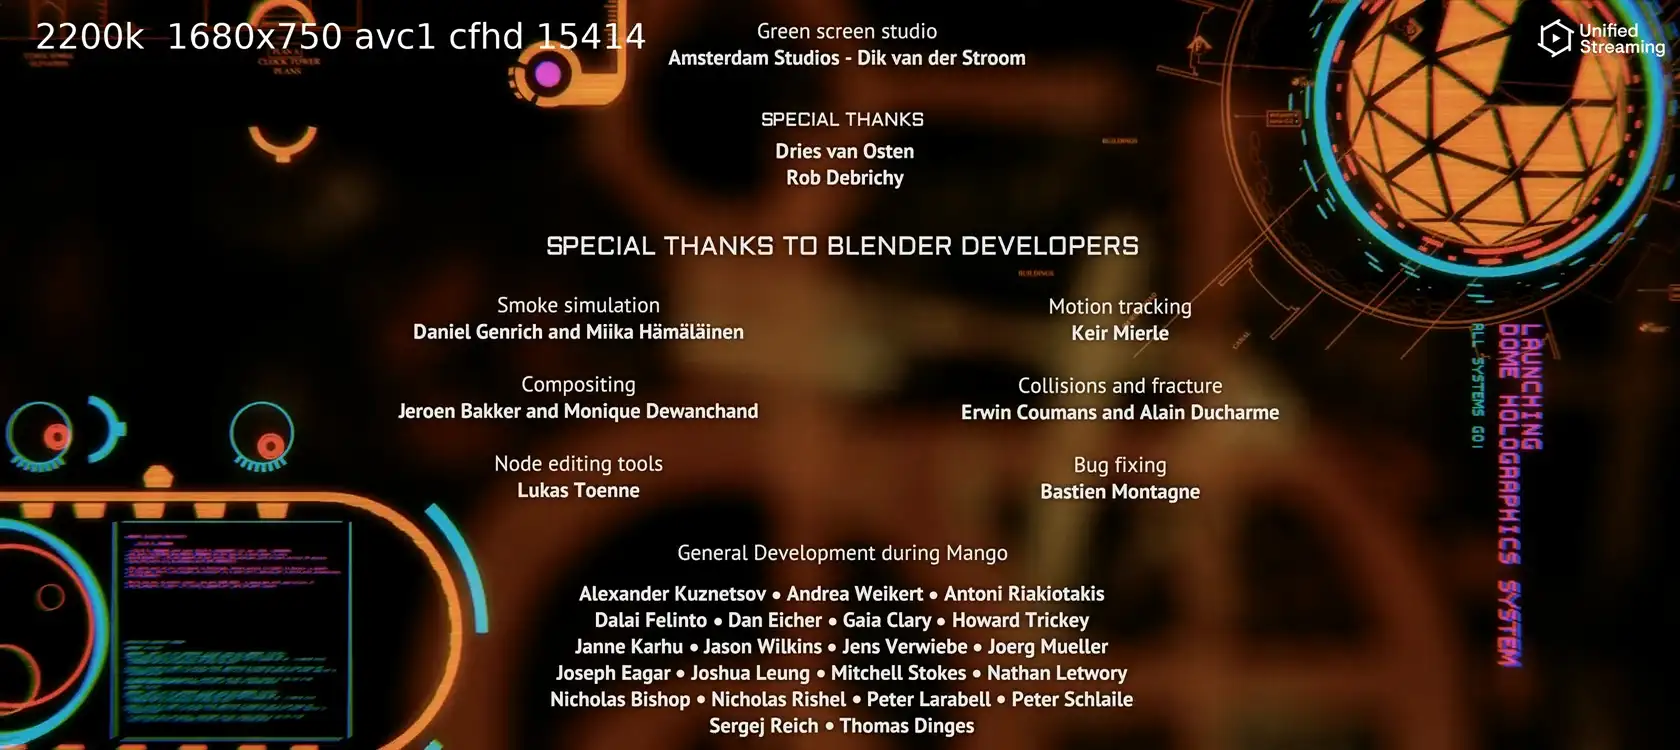 2200k 1680x750 avc1 cfhd 15414
Unified
Streaming
Green screen studio
Amsterdam Studios - Dik van der Stroom
CLOCK TOWER
PLANS
SPECIAL THANKS
Dries van Osten
Rob Debrichy
BUILDINGS
SPECIAL THANKS TO BLENDER DEVELOPERS
BUILDINGS
Smoke simulation
Daniel Genrich and Miika Hämäläinen
Motion tracking
Keir Mierle
CANAL
Compositing
Jeroen Bakker and Monique Dewanchand
Collisions and fracture
Erwin Coumans and Alain Ducharme
Node editing tools
Lukas Toenne
Bug fixing
Bastien Montagne
LAUNCHING
DOME HOLOGRAPHICS SYSTEM
ALL SYSTEMS GO!
General Development during Mango
Alexander Kuznetsov • Andrea Weikert • Antoni Riakiotakis
Dalai Felinto • Dan Eicher • Gaia Clary • Howard Trickey
Janne Karhu • Jason Wilkins • Jens Verwiebe • Joerg Mueller
Joseph Eagar • Joshua Leung • Mitchell Stokes • Nathan Letwory
Nicholas Bishop • Nicholas Rishel • Peter Larabell • Peter Schlaile
Sergej Reich • Thomas Dinges